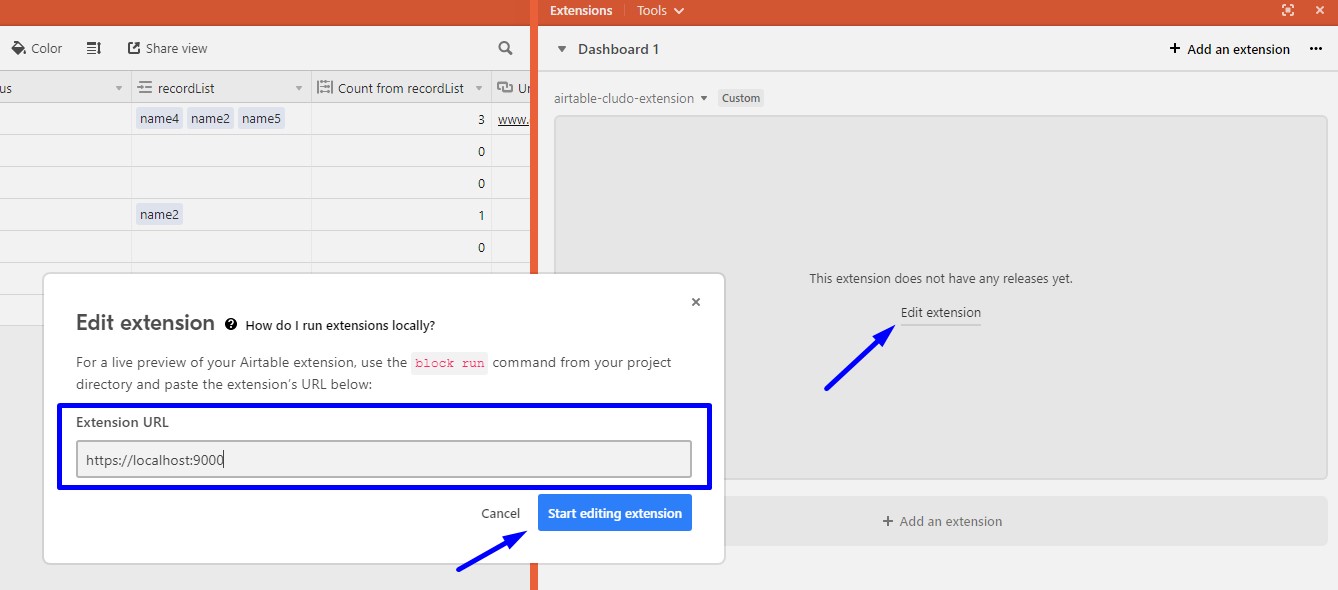 Extensions Tools
Color Share view
Dashboard 1 + Add an extension
us recordList Count from recordList Ur
airtable-cludo-extension Custom
name4 name2 name5 3 www.
0
0
name2 1
0
This extension does not have any releases yet.
Edit extension
Edit extension How do I run extensions locally?
For a live preview of your Airtable extension, use the block run command from your project
directory and paste the extension's URL below:
Extension URL
https://localhost:9000
Cancel Start editing extension
+ Add an extension